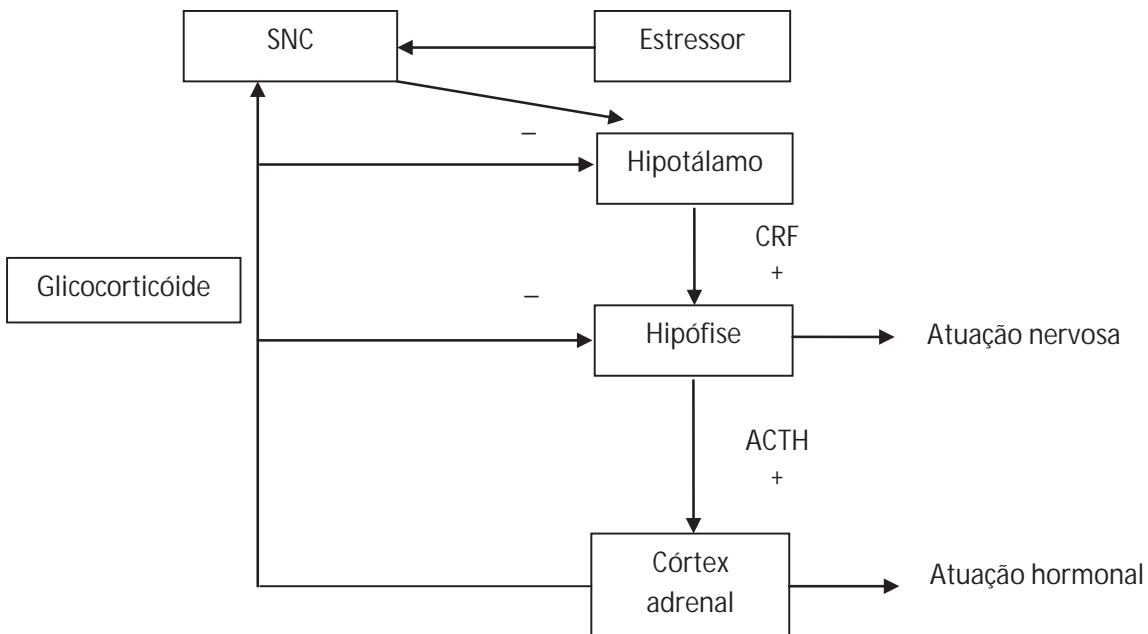 SNC
Estressor
–
Hipotálamo
CRF
+
Glicocorticóide
–
Hipófise
Atuação nervosa
ACTH
+
Córtex
adrenal
Atuação hormonal